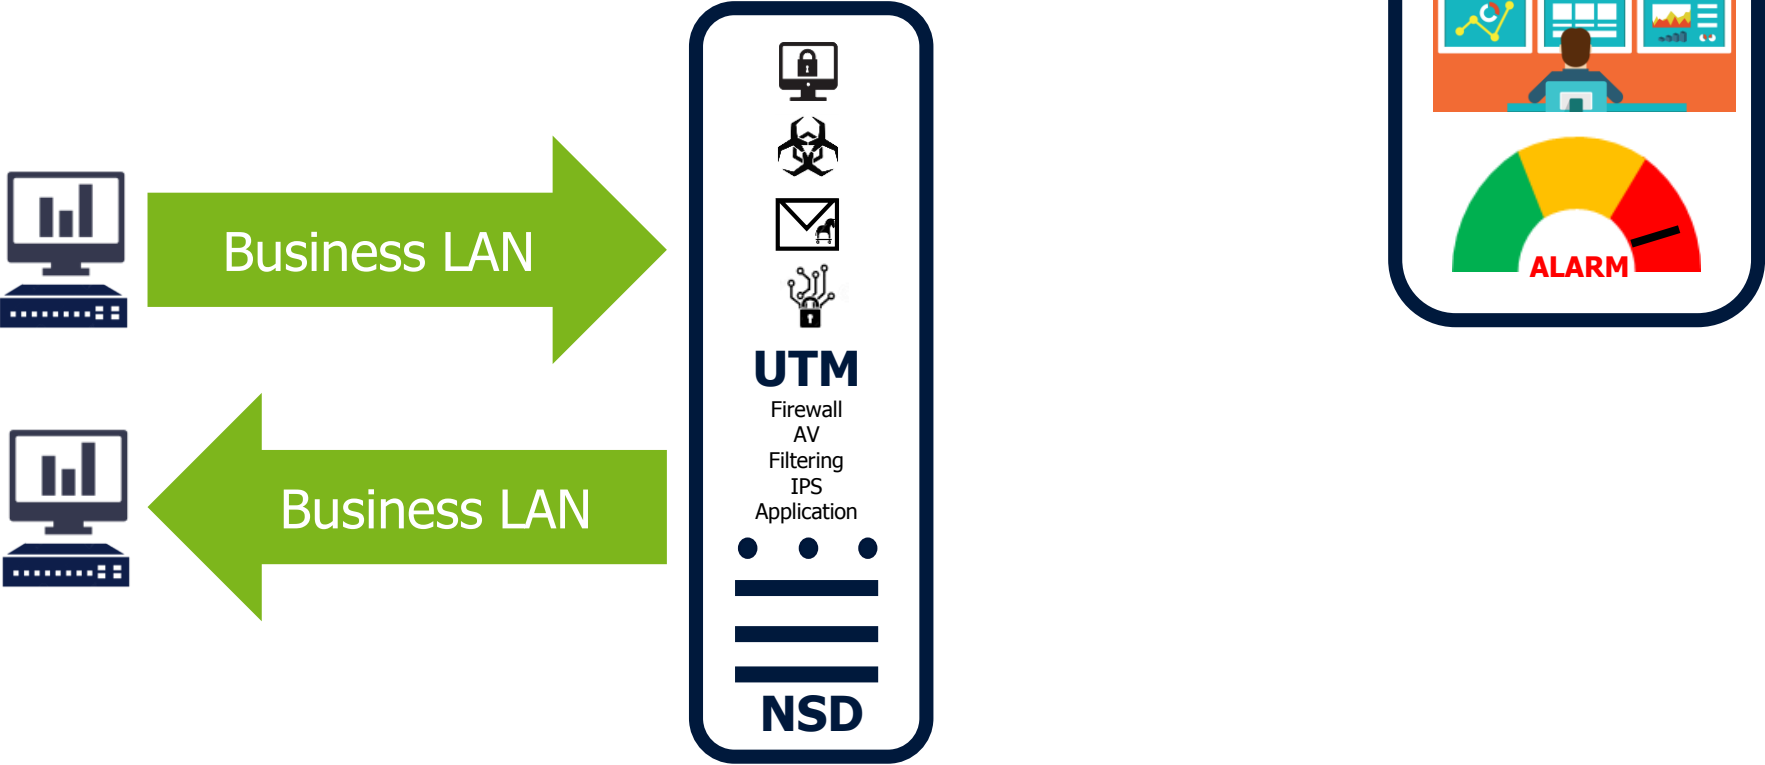 Business LAN
Business LAN
UTM
Firewall
AV
Filtering
IPS
Application
NSD
ALARM